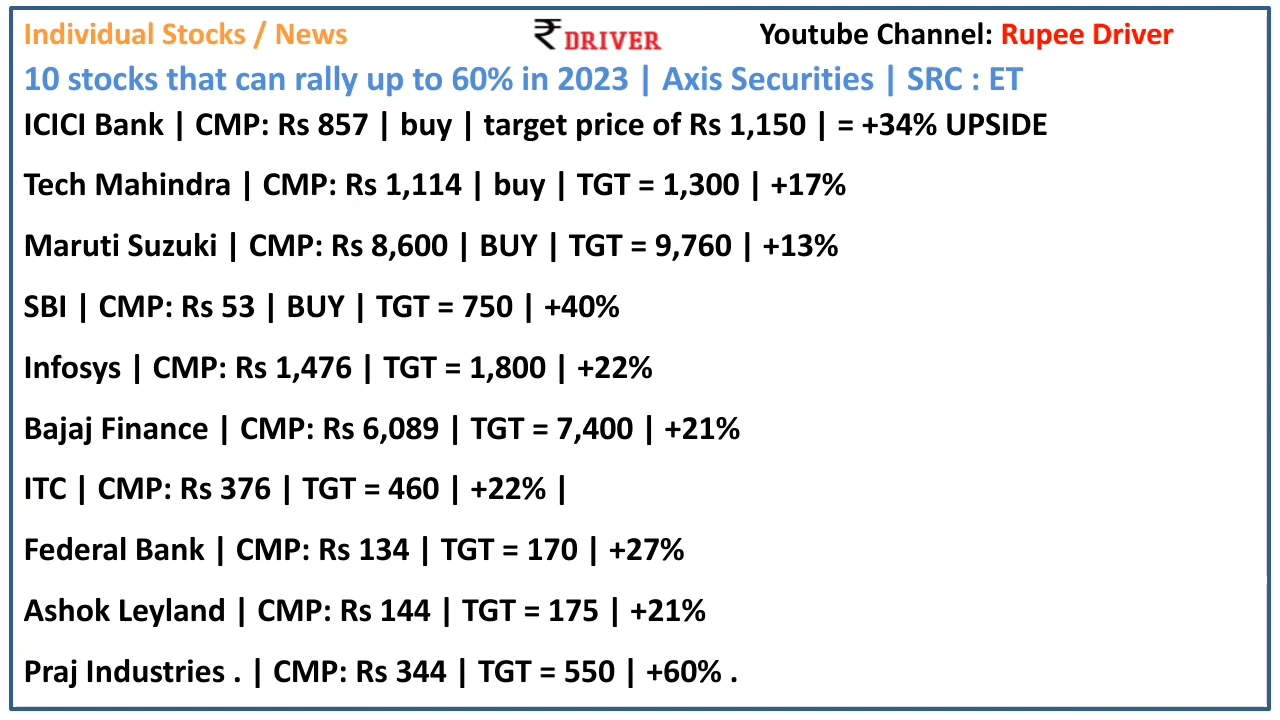 Individual Stocks / News
₹ DRIVER
Youtube Channel: Rupee Driver
10 stocks that can rally up to 60% in 2023 | Axis Securities | SRC : ET
ICICI Bank | CMP: Rs 857 | buy | target price of Rs 1,150 | = +34% UPSIDE
Tech Mahindra | CMP: Rs 1,114 | buy | TGT = 1,300 | +17%
Maruti Suzuki | CMP: Rs 8,600 | BUY | TGT = 9,760 | +13%
SBI | CMP: Rs 53 | BUY | TGT = 750 | +40%
Infosys | CMP: Rs 1,476 | TGT = 1,800 | +22%
Bajaj Finance | CMP: Rs 6,089 | TGT = 7,400 | +21%
ITC | CMP: Rs 376 | TGT = 460 | +22% |
Federal Bank | CMP: Rs 134 | TGT = 170 | +27%
Ashok Leyland | CMP: Rs 144 | TGT = 175 | +21%
Praj Industries . | CMP: Rs 344 | TGT = 550 | +60% .